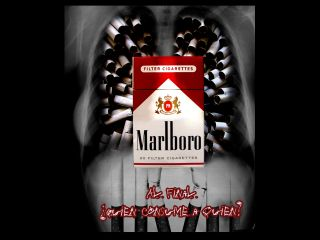 FILTER CIGARETTES
Marlboro
20 FILTER CIGARETTES
AL FINAL
¿QUIEN CONSUME A QUIEN?